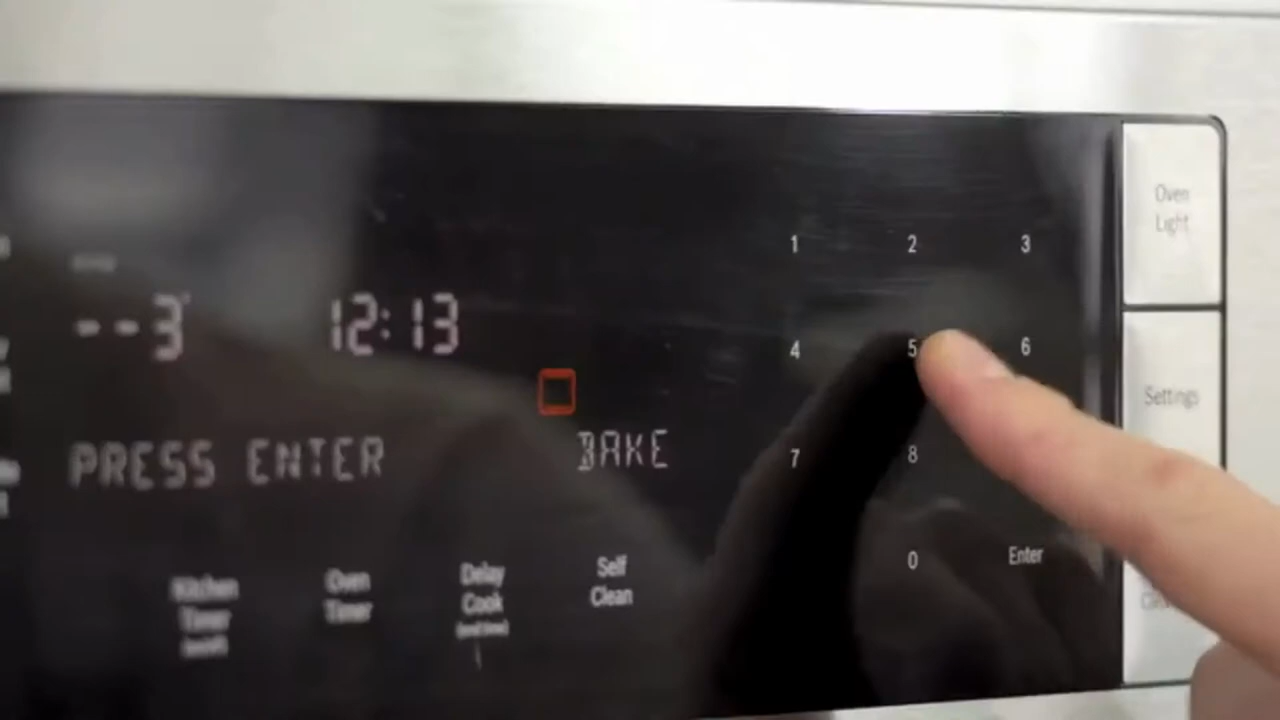 1 2 3
--3° 12:13
4 5 6
PRESS ENTER BAKE
7 8
0 Enter
Kitchen Timer
Oven Timer
Delay Cook
Self Clean
Oven Light
Settings